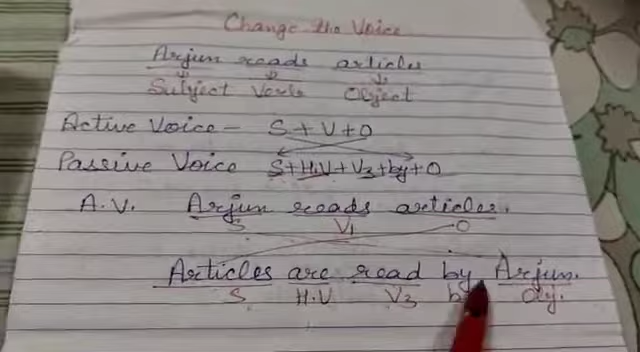 Change the Voice
Arjun reads articles
Subject Verb Object
Active Voice - S+V+O
Passive Voice S+H.V+V3+by+O
A.V. Arjun reads articles.
S V1 O
Articles are read by Arjun.
S H.V V3 b Obj.